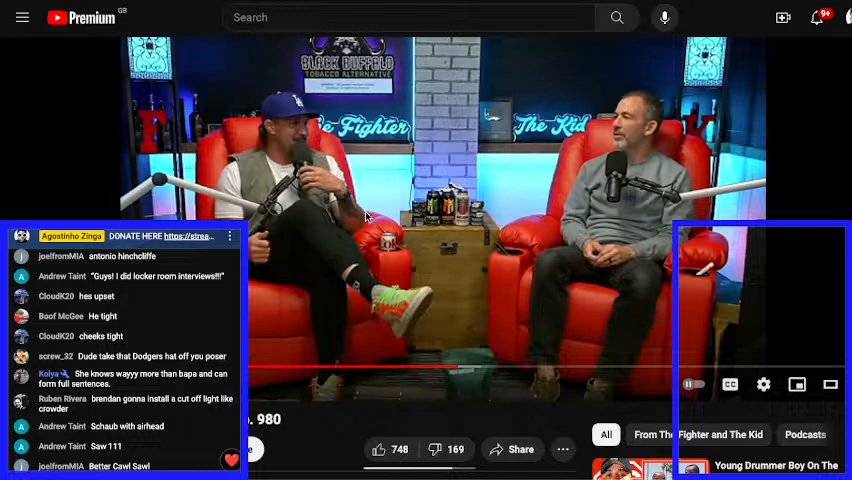 Premium
GB
Search
9+
BLACK BUFFALO
TOBACCO ALTERNATIVE
e Fighter
The Kid
Agostinho Zinga DONATE HERE https://strea...
joelfromMIA antonio hinchcliffe
Andrew Taint "Guys! I did locker room interviews!!!"
CloudK20 hes upset
Boof McGee He tight
CloudK20 cheeks tight
screw_32 Dude take that Dodgers hat off you poser
Koiya She knows wayyy more than bapa and can
form full sentences.
Ruben Rivera brendan gonna install a cut off light like
crowder
Andrew Taint Schaub with airhead
Andrew Taint Saw 111
joelfromMIA Better Cawl Sawl
o. 980
748
169
Share
All
From The Fighter and The Kid
Podcasts
Young Drummer Boy On The